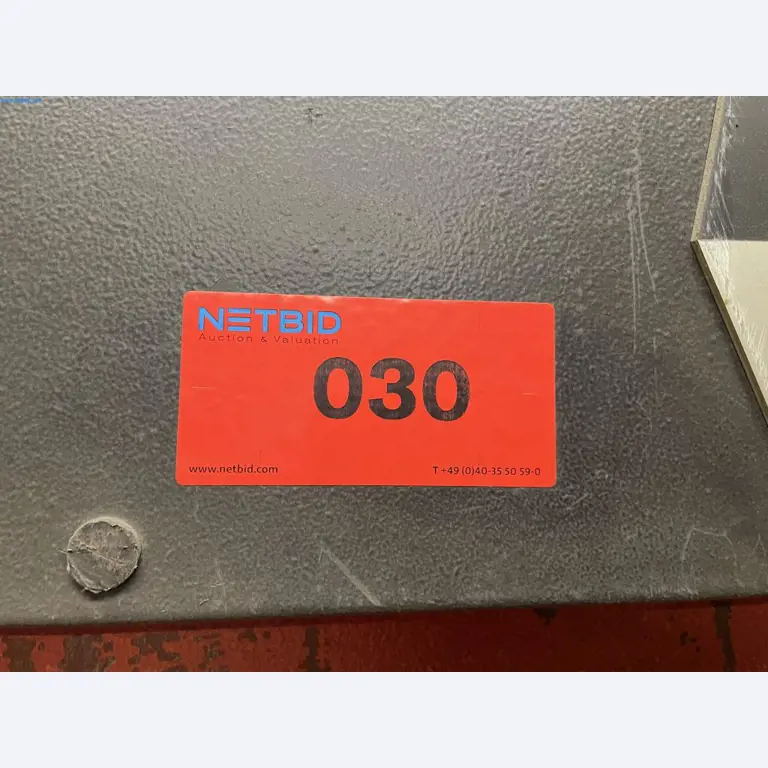 NETBID
Auction & Valuation
030
www.netbid.com
T +49 (0)40-35 50 59-0